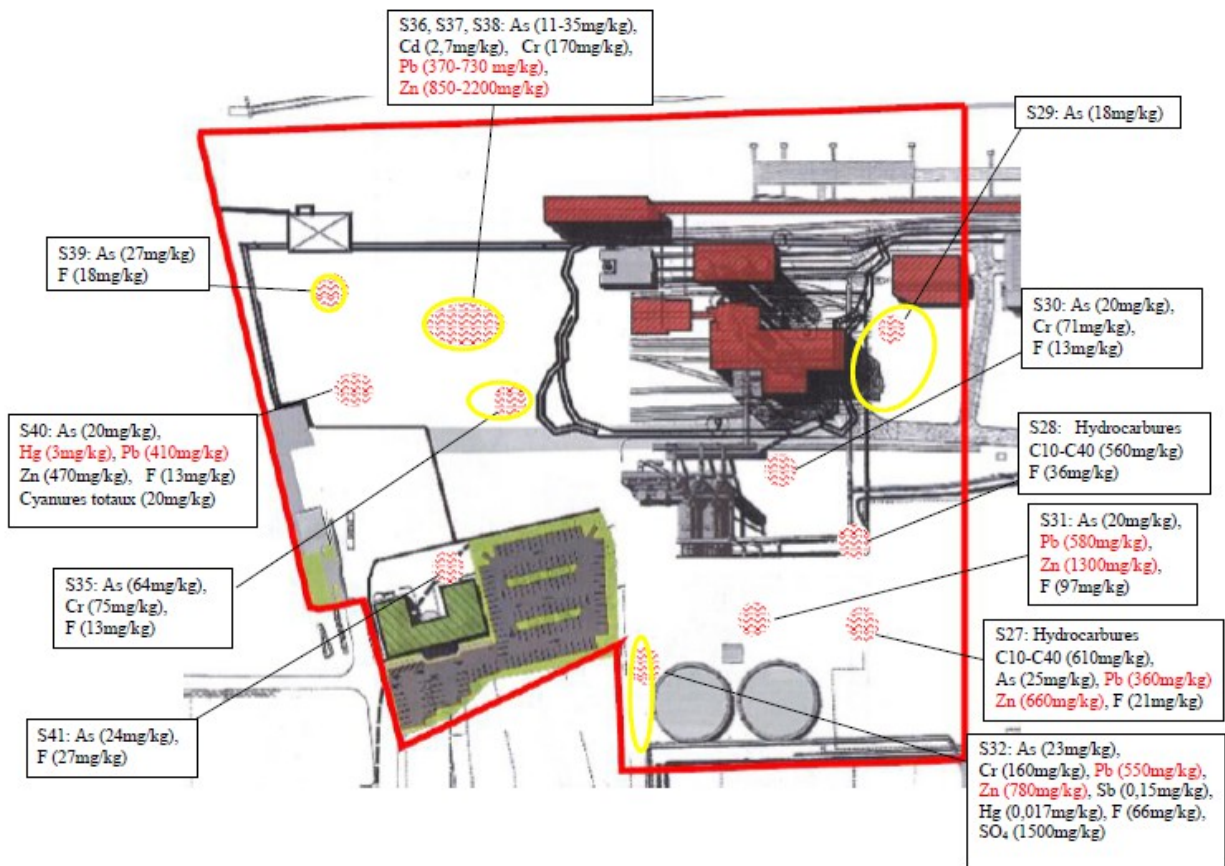 S36, S37, S38: As (11-35mg/kg),
Cd (2,7mg/kg), Cr (170mg/kg),
Pb (370-730 mg/kg),
Zn (850-2200mg/kg)
S29: As (18mg/kg)
S39: As (27mg/kg)
F (18mg/kg)
S30: As (20mg/kg),
Cr (71mg/kg),
F (13mg/kg)
S40: As (20mg/kg),
Hg (3mg/kg), Pb (410mg/kg)
Zn (470mg/kg), F (13mg/kg)
Cyanures totaux (20mg/kg)
S28: Hydrocarbures
C10-C40 (560mg/kg)
F (36mg/kg)
S31: As (20mg/kg),
Pb (580mg/kg),
Zn (1300mg/kg),
F (97mg/kg)
S35: As (64mg/kg),
Cr (75mg/kg),
F (13mg/kg)
S27: Hydrocarbures
C10-C40 (610mg/kg),
As (25mg/kg), Pb (360mg/kg)
Zn (660mg/kg), F (21mg/kg)
S41: As (24mg/kg),
F (27mg/kg)
S32: As (23mg/kg),
Cr (160mg/kg), Pb (550mg/kg),
Zn (780mg/kg), Sb (0,15mg/kg),
Hg (0,017mg/kg), F (66mg/kg),
SO₄ (1500mg/kg)